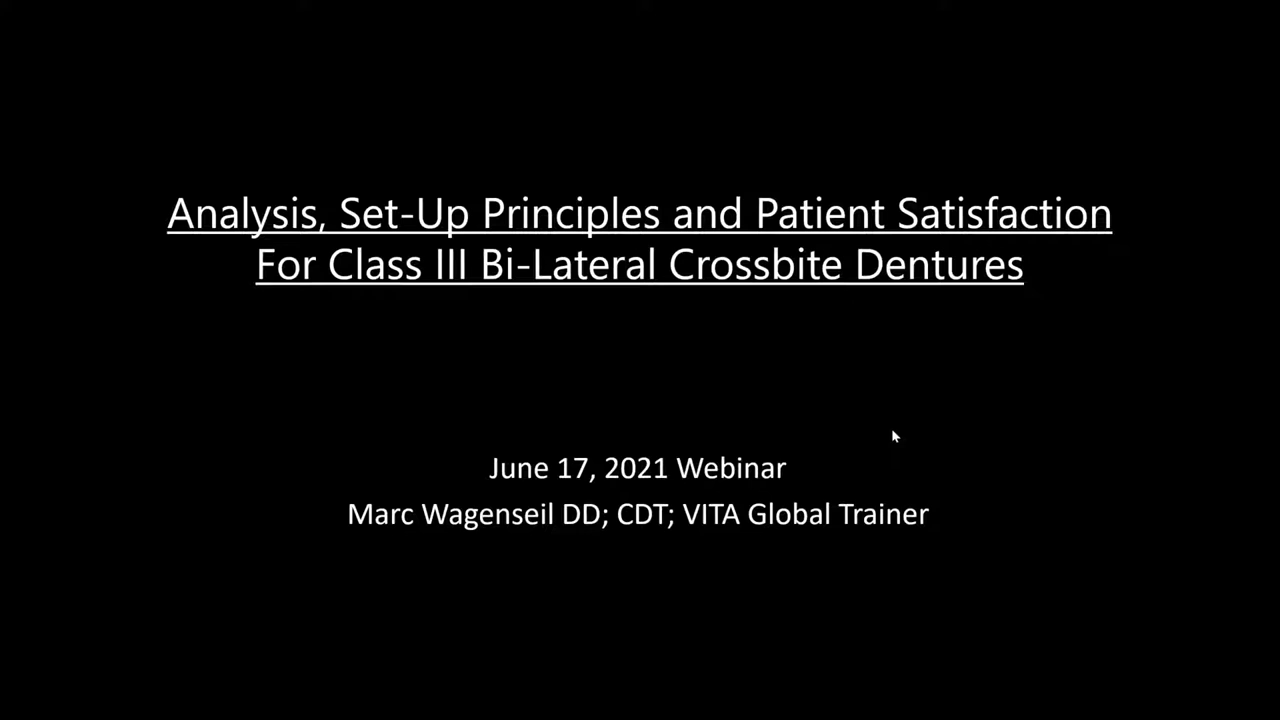 Analysis, Set-Up Principles and Patient Satisfaction
For Class III Bi-Lateral Crossbite Dentures
June 17, 2021 Webinar
Marc Wagenseil DD; CDT; VITA Global Trainer